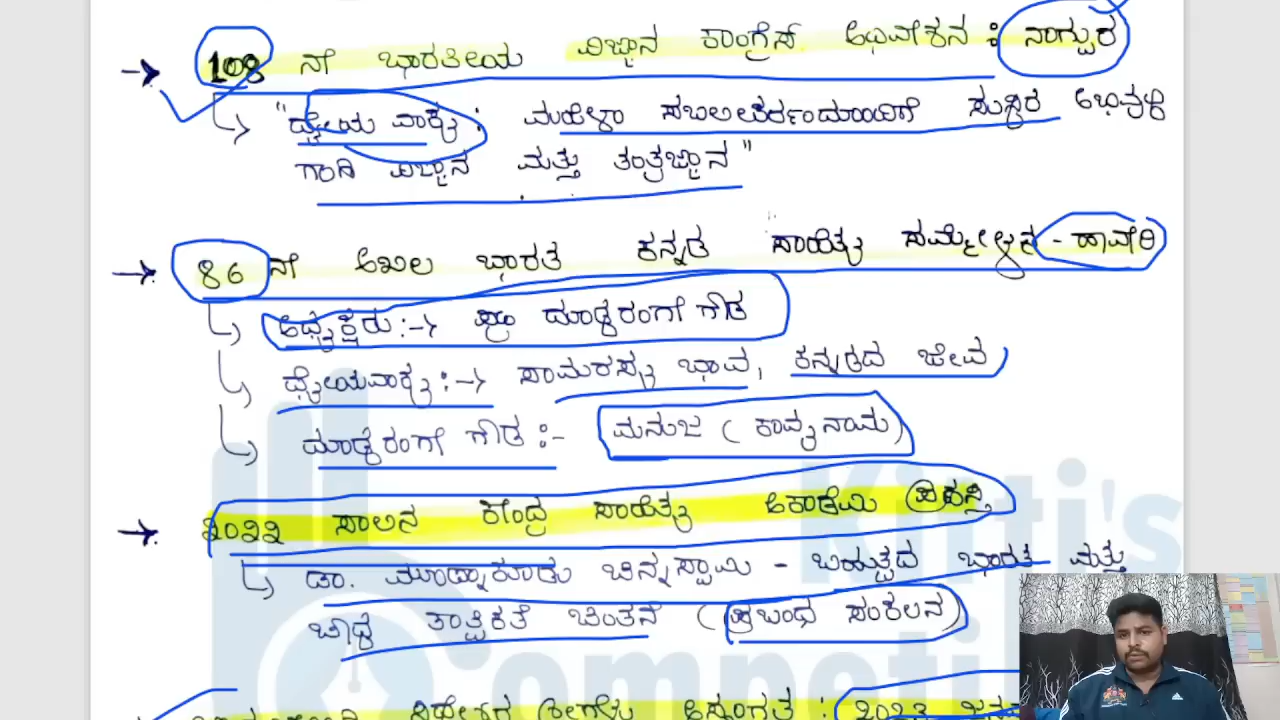 108 ನೇ ಭಾರತೀಯ ವಿಜ್ಞಾನ ಕಾಂಗ್ರೆಸ್ ಅಧಿವೇಶನ : ನಾಗ್ಪುರ
"ಧ್ಯೇಯ ವಾಕ್ಯ : ಮಹಿಳಾ ಸಬಲೀಕರಣದೊಂದಿಗೆ ಸುಸ್ಥಿರ ಅಭಿವೃದ್ಧಿ
ಗಾಗಿ ವಿಜ್ಞಾನ ಮತ್ತು ತಂತ್ರಜ್ಞಾನ"
86 ನೇ ಅಖಿಲ ಭಾರತ ಕನ್ನಡ ಸಾಹಿತ್ಯ ಸಮ್ಮೇಳನ - ಹಾವೇರಿ
ಅಧ್ಯಕ್ಷರು :→ ಪ್ರೊ ದೊಡ್ಡರಂಗೇ ಗೌಡ
ಧ್ಯೇಯವಾಕ್ಯ :→ ಸಾಮರಸ್ಯ ಭಾವ, ಕನ್ನಡದ ಜೀವ
ದೊಡ್ಡರಂಗೇ ಗೌಡ :- ಮನುಜ ( ಕಾವ್ಯನಾಮ)
೨೦೨೨ ಸಾಲಿನ ಕೇಂದ್ರ ಸಾಹಿತ್ಯ ಅಕಾಡೆಮಿ ಪ್ರಶಸ್ತಿ
ಡಾ. ಮೂಡ್ನಾಕೂಡು ಚಿನ್ನಸ್ವಾಮಿ - ಬಹುತ್ವದ ಭಾರತ ಮತ್ತು
ಬೌದ್ಧ ತಾತ್ವಿಕತೆ ಚಿಂತನೆ (ಪ್ರಬಂಧ ಸಂಕಲನ)